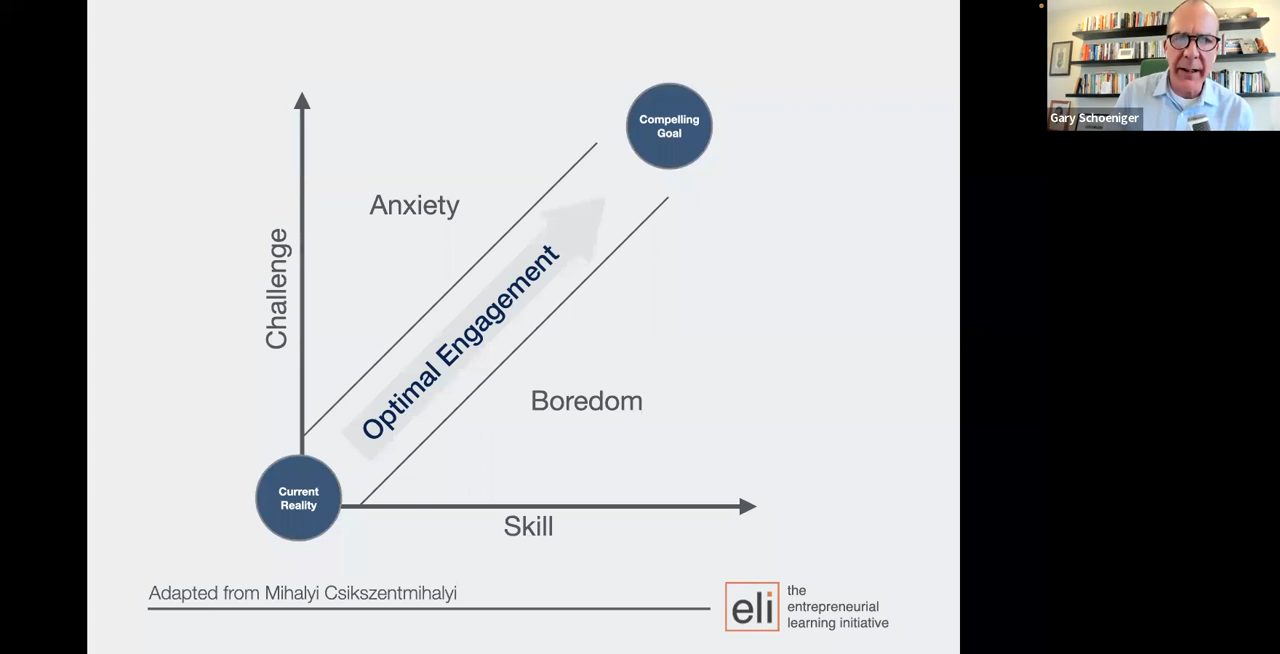 Compelling
Goal
Anxiety
Challenge
Optimal Engagement
Boredom
Current
Reality
Skill
Adapted from Mihalyi Csikszentmihalyi
eli
the
entrepreneurial
learning initiative
Gary Schoeniger